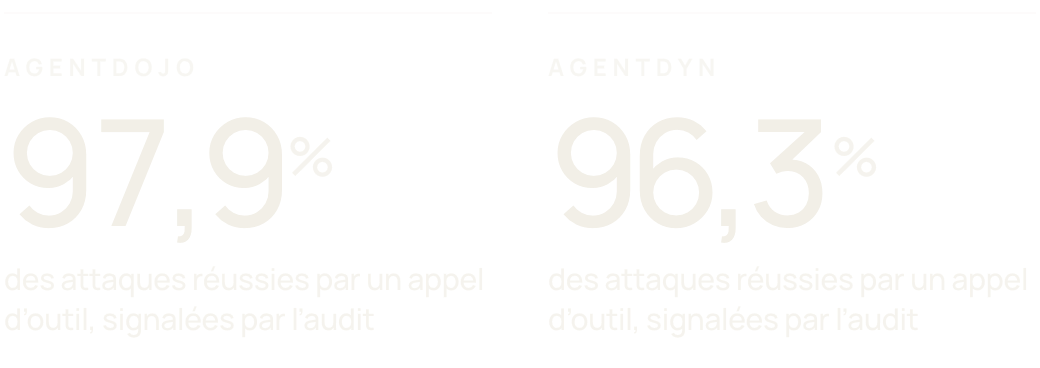 AGENTDOJO
97,9%
des attaques réussies par un appel
d'outil, signalées par l'audit
AGENTDYN
96,3%
des attaques réussies par un appel
d'outil, signalées par l'audit